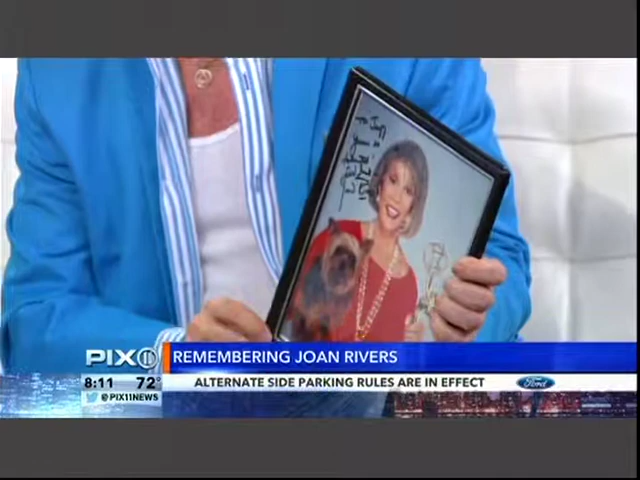 PIX11
REMEMBERING JOAN RIVERS
8:11 72°
ALTERNATE SIDE PARKING RULES ARE IN EFFECT
Ford
@PIX11NEWS